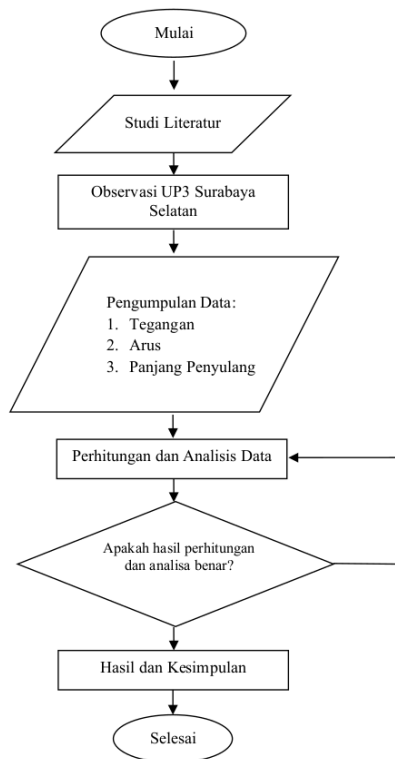 Mulai
Studi Literatur
Observasi UP3 Surabaya
Selatan
Pengumpulan Data:
1. Tegangan
2. Arus
3. Panjang Penyulang
Perhitungan dan Analisis Data
Apakah hasil perhitungan
dan analisa benar?
Hasil dan Kesimpulan
Selesai